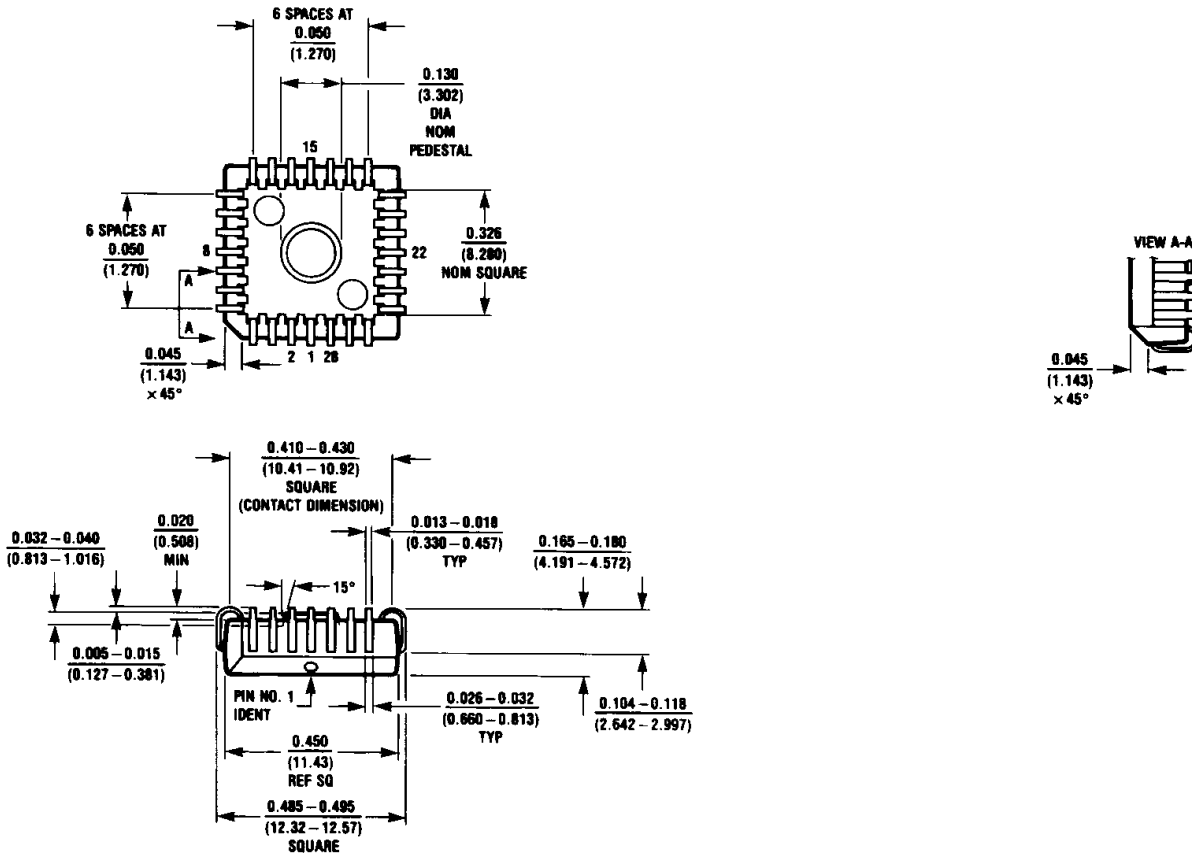 6 SPACES AT
0.050
(1.270)
0.130
(3.302)
DIA
NOM
PEDESTAL
15
6 SPACES AT
0.050
(1.270)
8
A
A
22
0.326
(8.280)
NOM SQUARE
2 1 28
0.045
(1.143)
× 45°
VIEW A-A
0.045
(1.143)
× 45°
0.410 – 0.430
(10.41 – 10.92)
SQUARE
(CONTACT DIMENSION)
0.032 – 0.040
(0.813 – 1.016)
0.020
(0.508)
MIN
0.013 – 0.018
(0.330 – 0.457)
TYP
0.165 – 0.180
(4.191 – 4.572)
15°
0.005 – 0.015
(0.127 – 0.381)
PIN NO. 1
IDENT
0.026 – 0.032
(0.660 – 0.813)
TYP
0.104 – 0.118
(2.642 – 2.997)
0.450
(11.43)
REF SQ
0.485 – 0.495
(12.32 – 12.57)
SQUARE